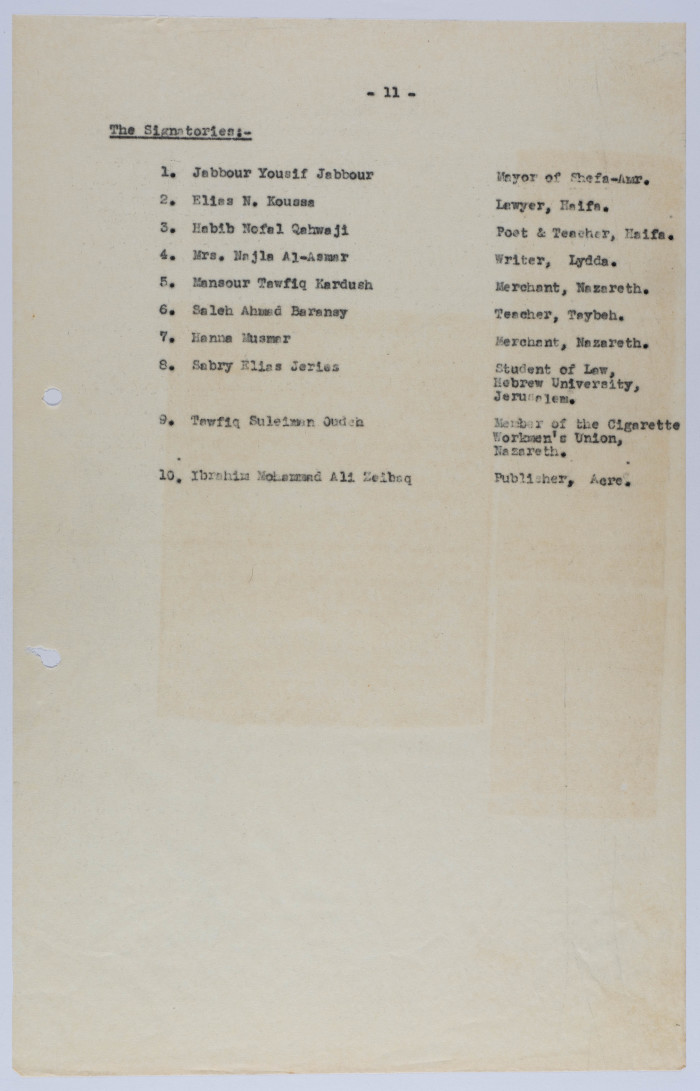 - 11 -
The Signatories:-
1. Jabbour Yousif Jabbour Mayor of Shefa-Amr.
2. Elias N. Koussa Lawyer, Haifa.
3. Habib Nofal Qahwaji Poet & Teacher, Haifa.
4. Mrs. Najla Al-Asmar Writer, Lydda.
5. Mansour Tawfiq Kardush Merchant, Nazareth.
6. Saleh Ahmad Baransy Teacher, Taybeh.
7. Hanna Musmar Merchant, Nazareth.
8. Sabry Elias Jeries Student of Law,
Hebrew University,
Jerusalem.
9. Tawfiq Suleiman Oudeh Member of the Cigarette
Workmen's Union,
Nazareth.
10. Ibrahim Mohammad Ali Zeibaq Publisher, Acre.